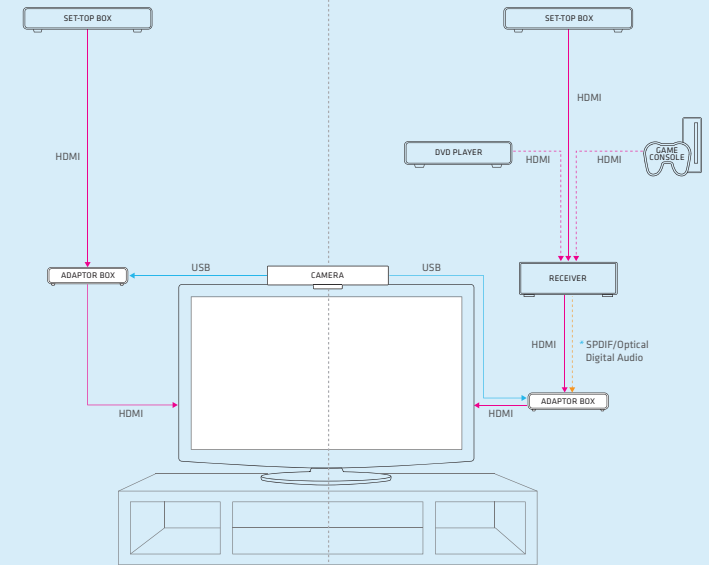 SET-TOP BOX
SET-TOP BOX
HDMI
DVD PLAYER
HDMI
HDMI
GAME
CONSOLE
HDMI
ADAPTOR BOX
USB
CAMERA
USB
RECEIVER
HDMI
* SPDIF/Optical
Digital Audio
ADAPTOR BOX
HDMI
HDMI